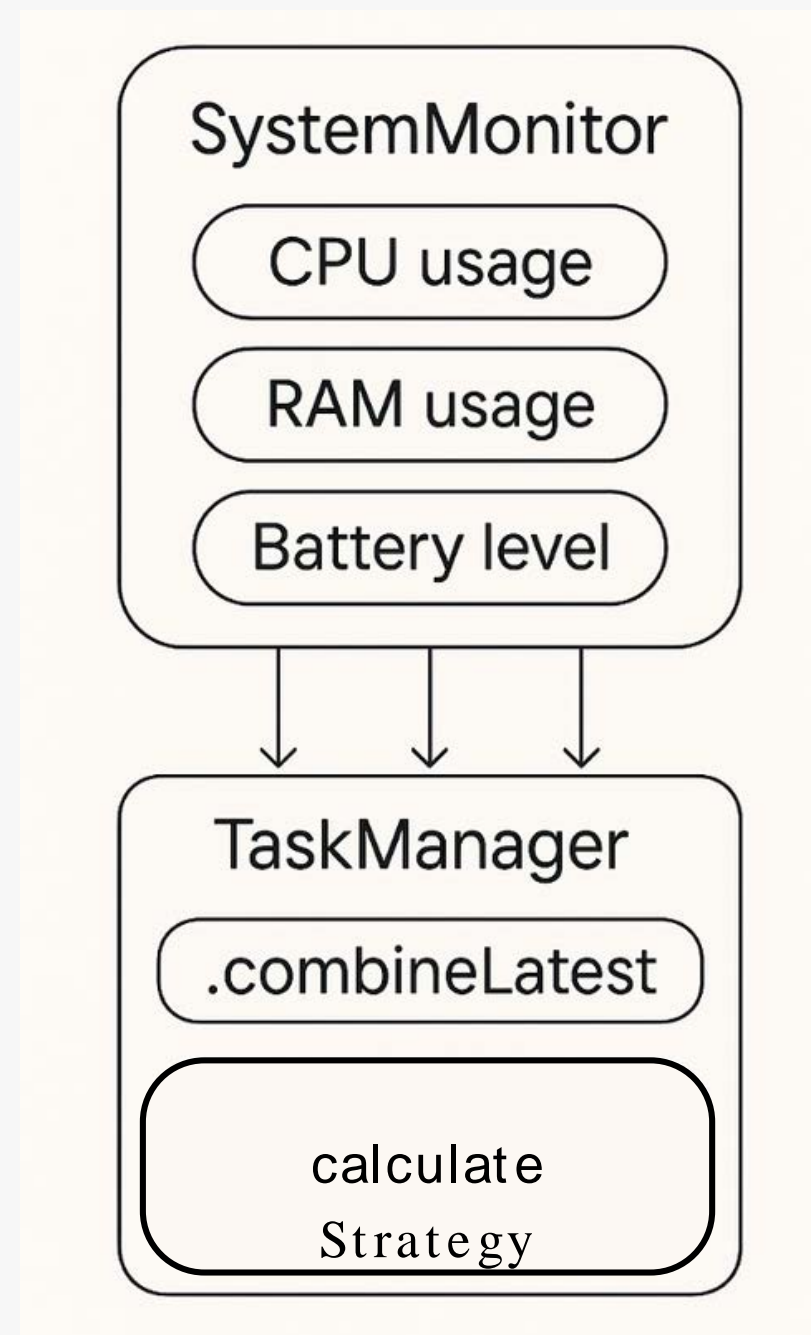 SystemMonitor
CPU usage
RAM usage
Battery level
TaskManager
.combineLatest
calculate
Strategy